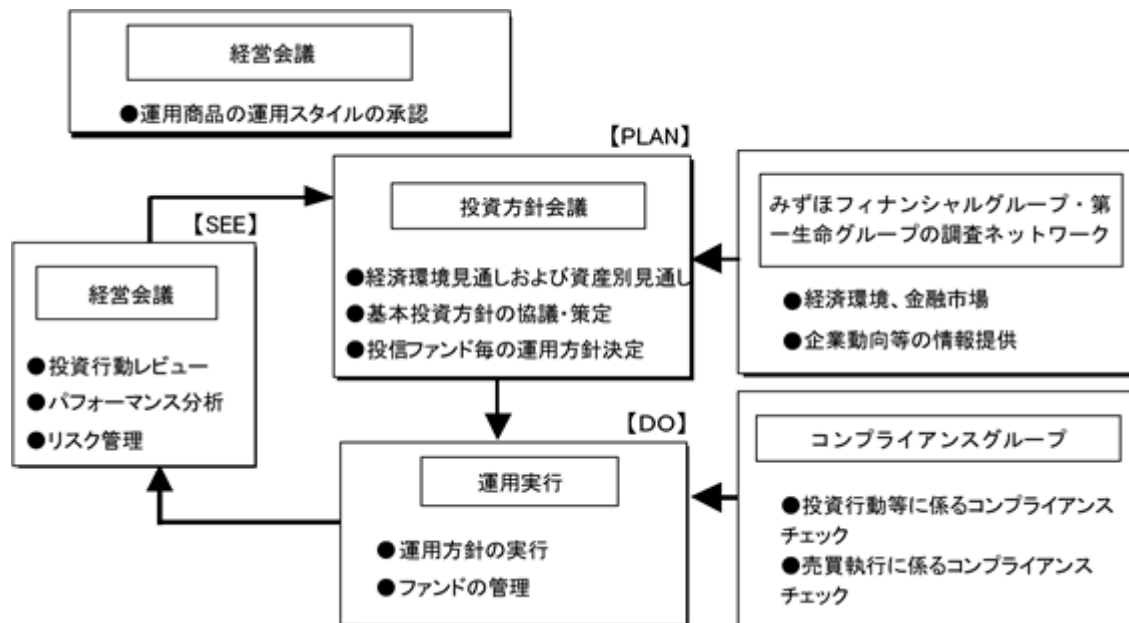 経営会議
●運用商品の運用スタイルの承認
【PLAN】
投資方針会議
●経済環境見通しおよび資産別見通し
●基本投資方針の協議・策定
●投信ファンド毎の運用方針決定
みずほフィナンシャルグループ・第
一生命グループの調査ネットワーク
●経済環境、金融市場
●企業動向等の情報提供
【SEE】
経営会議
●投資行動レビュー
●パフォーマンス分析
●リスク管理
【DO】
運用実行
●運用方針の実行
●ファンドの管理
コンプライアンスグループ
●投資行動等に係るコンプライアンス
チェック
●売買執行に係るコンプライアンス
チェック